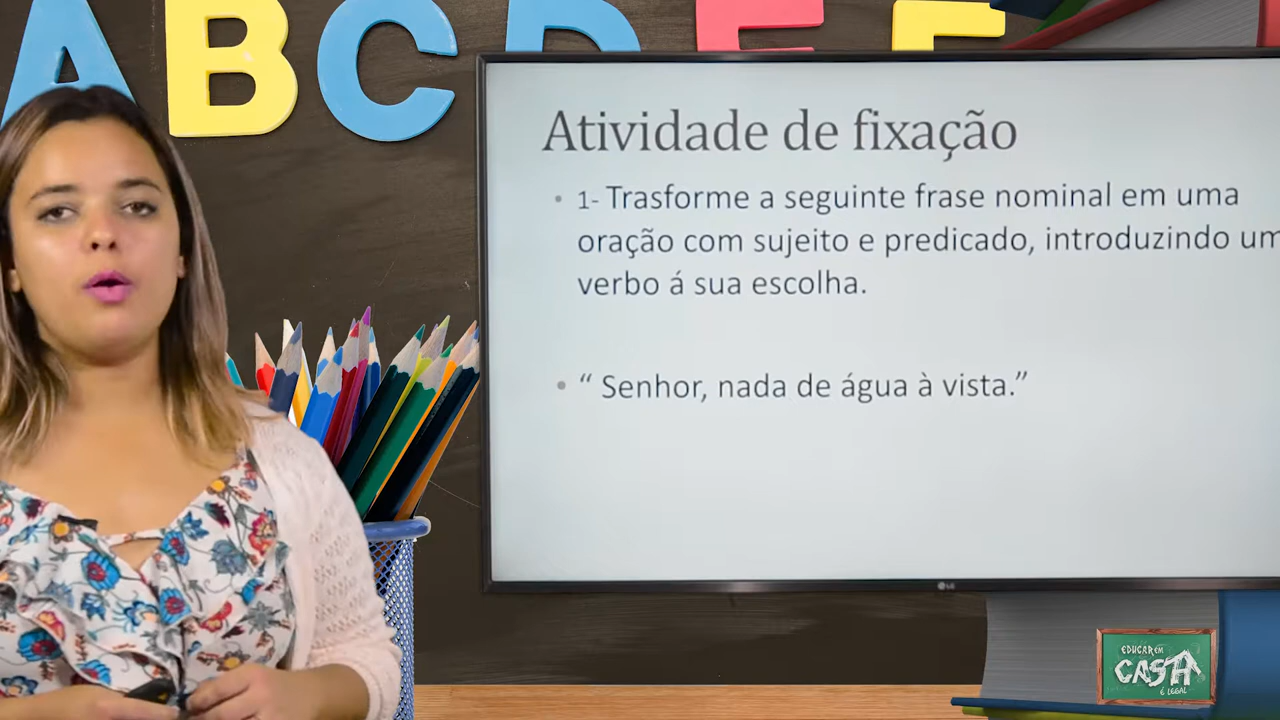 A B C D E F
Atividade de fixação
• 1- Trasforme a seguinte frase nominal em uma
oração com sujeito e predicado, introduzindo um
verbo á sua escolha.
• “ Senhor, nada de água à vista.”
LG
EDUCAR EM
CASA
É LEGAL